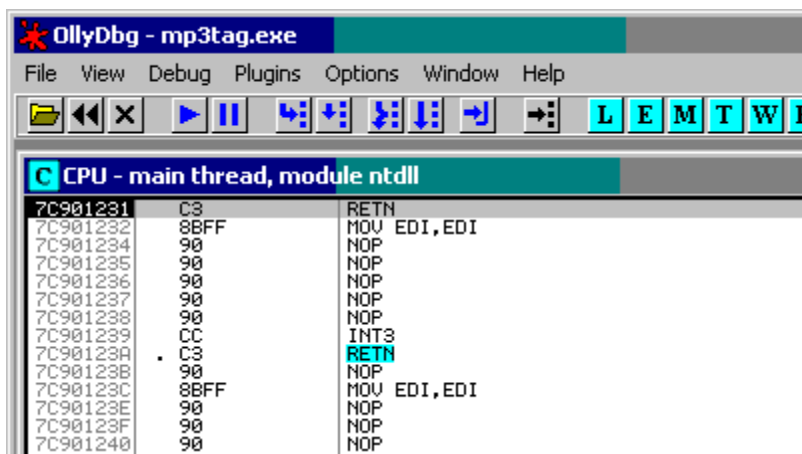 OllyDbg - mp3tag.exe
File View Debug Plugins Options Window Help
L E M T W
C CPU - main thread, module ntdll
7C901231 C3 RETN
7C901232 8BFF MOV EDI,EDI
7C901234 90 NOP
7C901235 90 NOP
7C901236 90 NOP
7C901237 90 NOP
7C901238 90 NOP
7C901239 CC INT3
7C90123A . C3 RETN
7C90123B 90 NOP
7C90123C 8BFF MOV EDI,EDI
7C90123E 90 NOP
7C90123F 90 NOP
7C901240 90 NOP